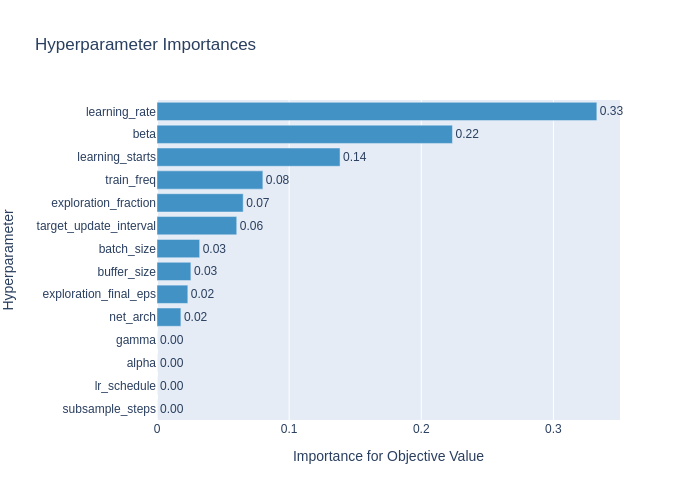 Hyperparameter Importances
Hyperparameter
learning_rate 0.33
beta 0.22
learning_starts 0.14
train_freq 0.08
exploration_fraction 0.07
target_update_interval 0.06
batch_size 0.03
buffer_size 0.03
exploration_final_eps 0.02
net_arch 0.02
gamma 0.00
alpha 0.00
lr_schedule 0.00
subsample_steps 0.00
0 0.1 0.2 0.3
Importance for Objective Value